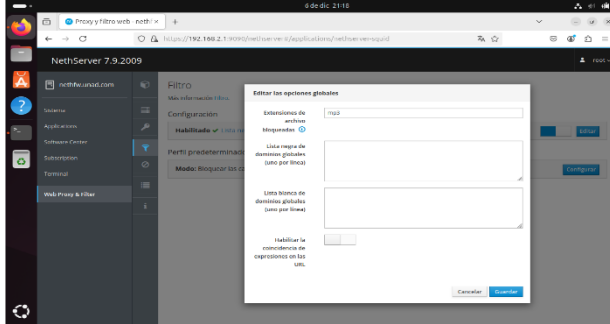 6 de dic 21:18
Proxy y filtro web - nethf
https://192.168.2.1:9090/nethserver#/applications/nethserver-squid
NethServer 7.9.2009
root
nethfw.unad.com
Sistema
Applications
Software Center
Subscription
Terminal
Web Proxy & Filter
Filtro
Más información Filtro.
Configuración
Habilitado
Editar
Perfil predeterminado
Modo: Bloquear las
Configurar
Editar las opciones globales
Extensiones de archivo bloqueadas
mp3
Lista negra de dominios globales (uno por línea)
Lista blanca de dominios globales (uno por línea)
Habilitar la coincidencia de expresiones en las URL
Cancelar
Guardar